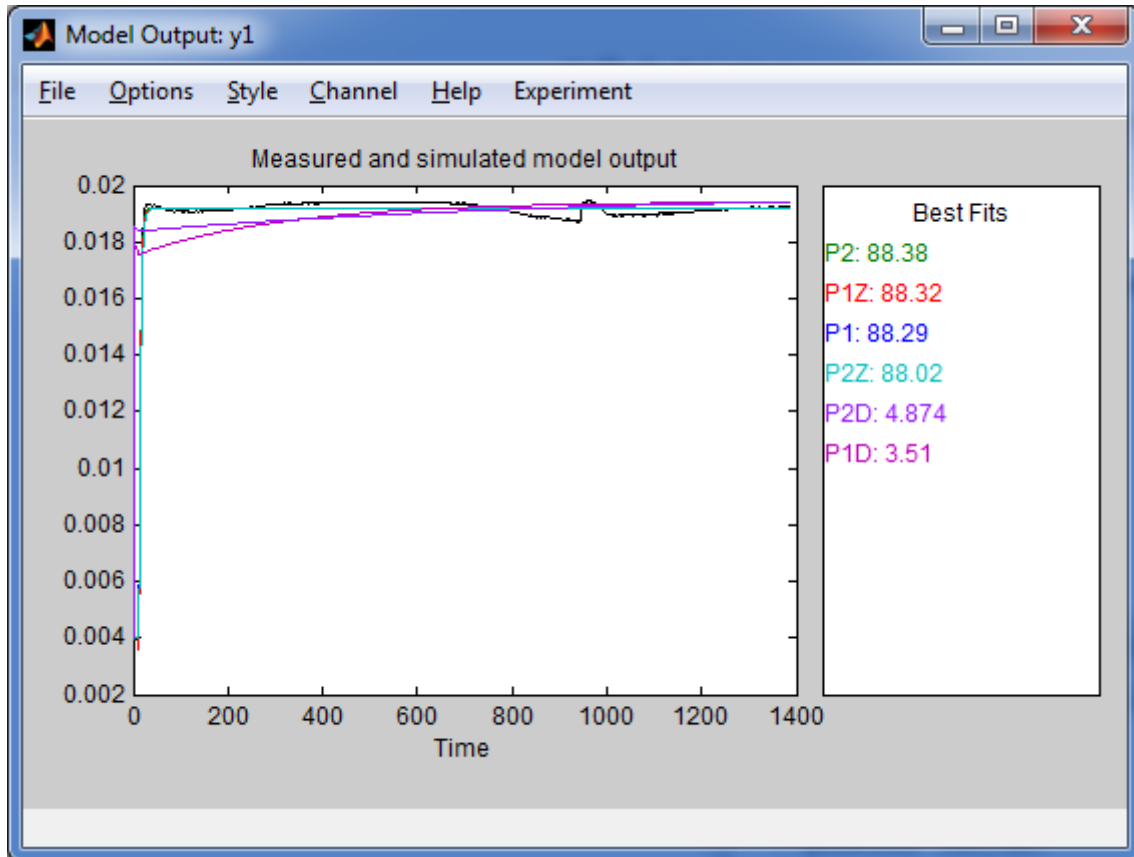 Model Output: y1
File Options Style Channel Help Experiment
Measured and simulated model output
0.02
0.018
0.016
0.014
0.012
0.01
0.008
0.006
0.004
0.002
0 200 400 600 800 1000 1200 1400
Time
Best Fits
P2: 88.38
P1Z: 88.32
P1: 88.29
P2Z: 88.02
P2D: 4.874
P1D: 3.51